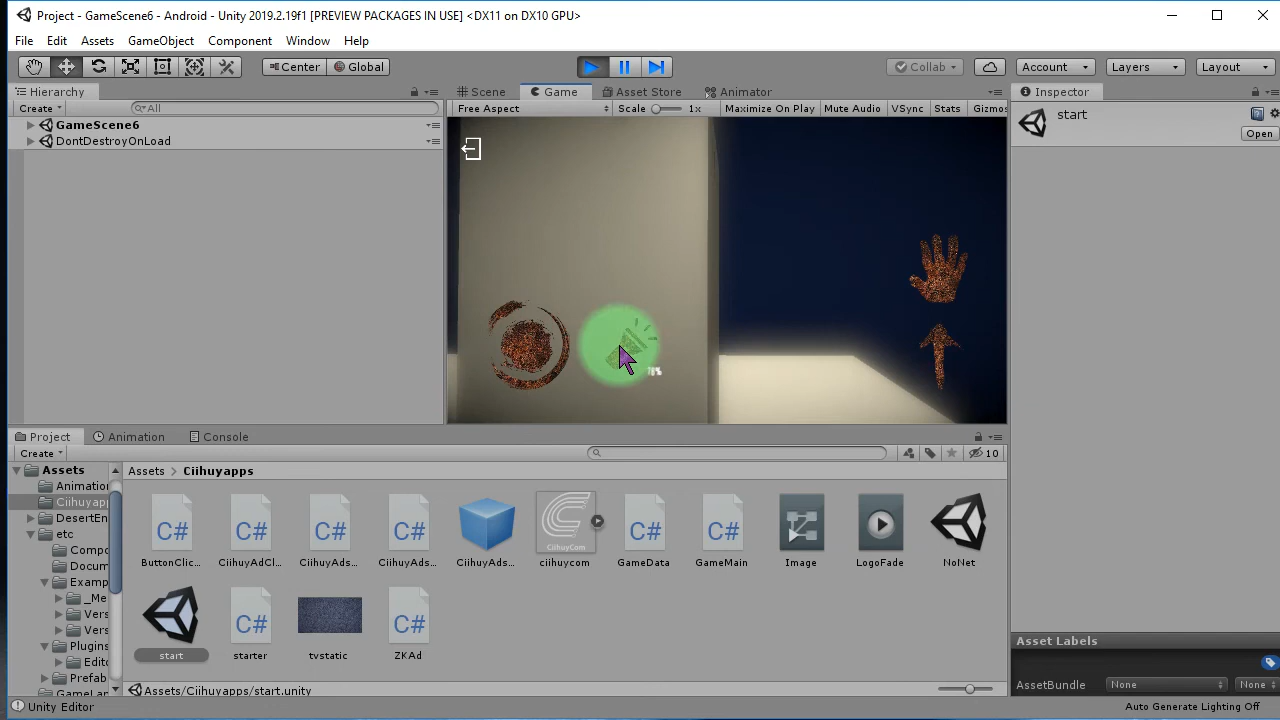 Project - GameScene6 - Android - Unity 2019.2.19f1 [PREVIEW PACKAGES IN USE] <DX11 on DX10 GPU>
File Edit Assets GameObject Component Window Help
Center Global Collab Account Layers Layout
Hierarchy Scene Game Asset Store Animator Inspector
Create All Free Aspect Scale 1x Maximize On Play Mute Audio VSync Stats Gizmos
start
Open
GameScene6
DontDestroyOnLoad
Project Animation Console
Create 10
Assets
Animation
Ciihuyapp
DesertEn
etc
Compo
Docum
Examp
_Me
Vers
Vers
Plugins
Edito
Prefab
GameLan
Assets Ciihuyapps
C# C# C# C# CiihuyCom C# C#
ButtonClic... CiihuyAdCl... CiihuyAds... CiihuyAds... CiihuyAds... ciihuycom GameData GameMain Image LogoFade NoNet
C# C#
start starter tvstatic ZKAd
Assets/Ciihuyapps/start.unity
Asset Labels
AssetBundle None None
Unity Editor
Auto Generate Lighting Off